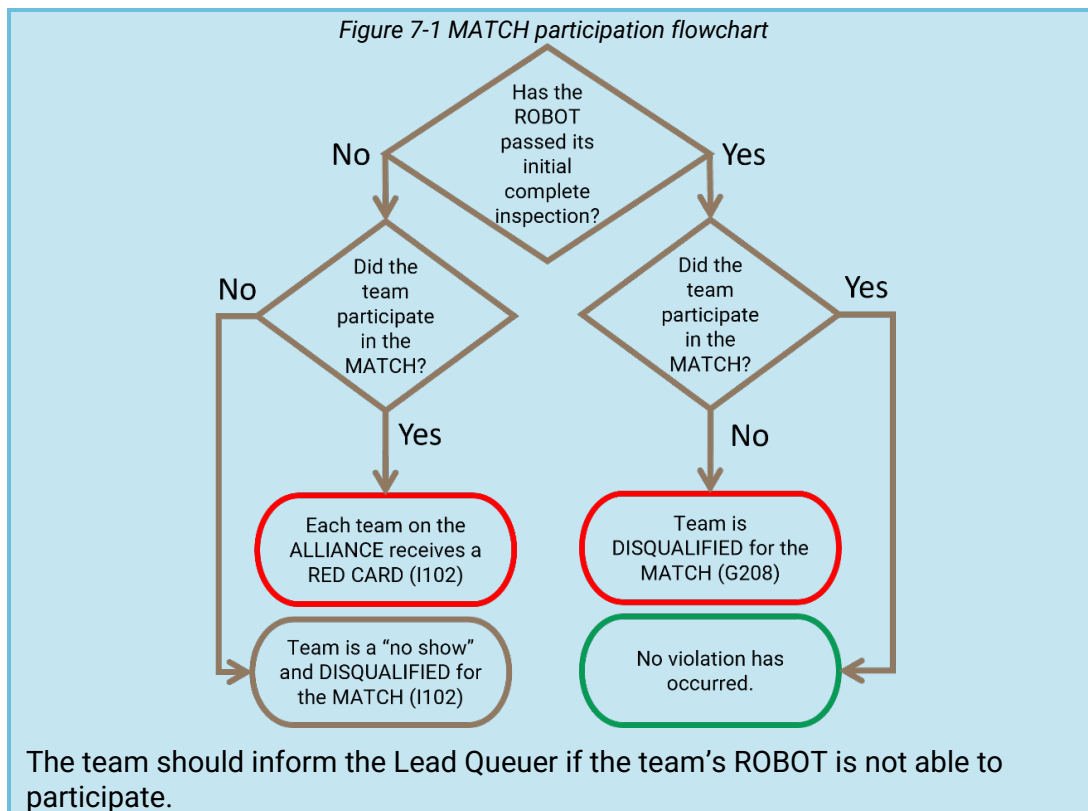 Figure 7-1 MATCH participation flowchart
Has the
ROBOT
passed its
initial
complete
inspection?
No
Yes
Did the
team
participate
in the
MATCH?
No
Yes
Did the
team
participate
in the
MATCH?
Yes
No
Each team on the
ALLIANCE receives a
RED CARD (I102)
Team is
DISQUALIFIED for the
MATCH (G208)
Team is a “no show”
and DISQUALIFIED for
the MATCH (I102)
No violation has
occurred.
The team should inform the Lead Queuer if the team’s ROBOT is not able to
participate.